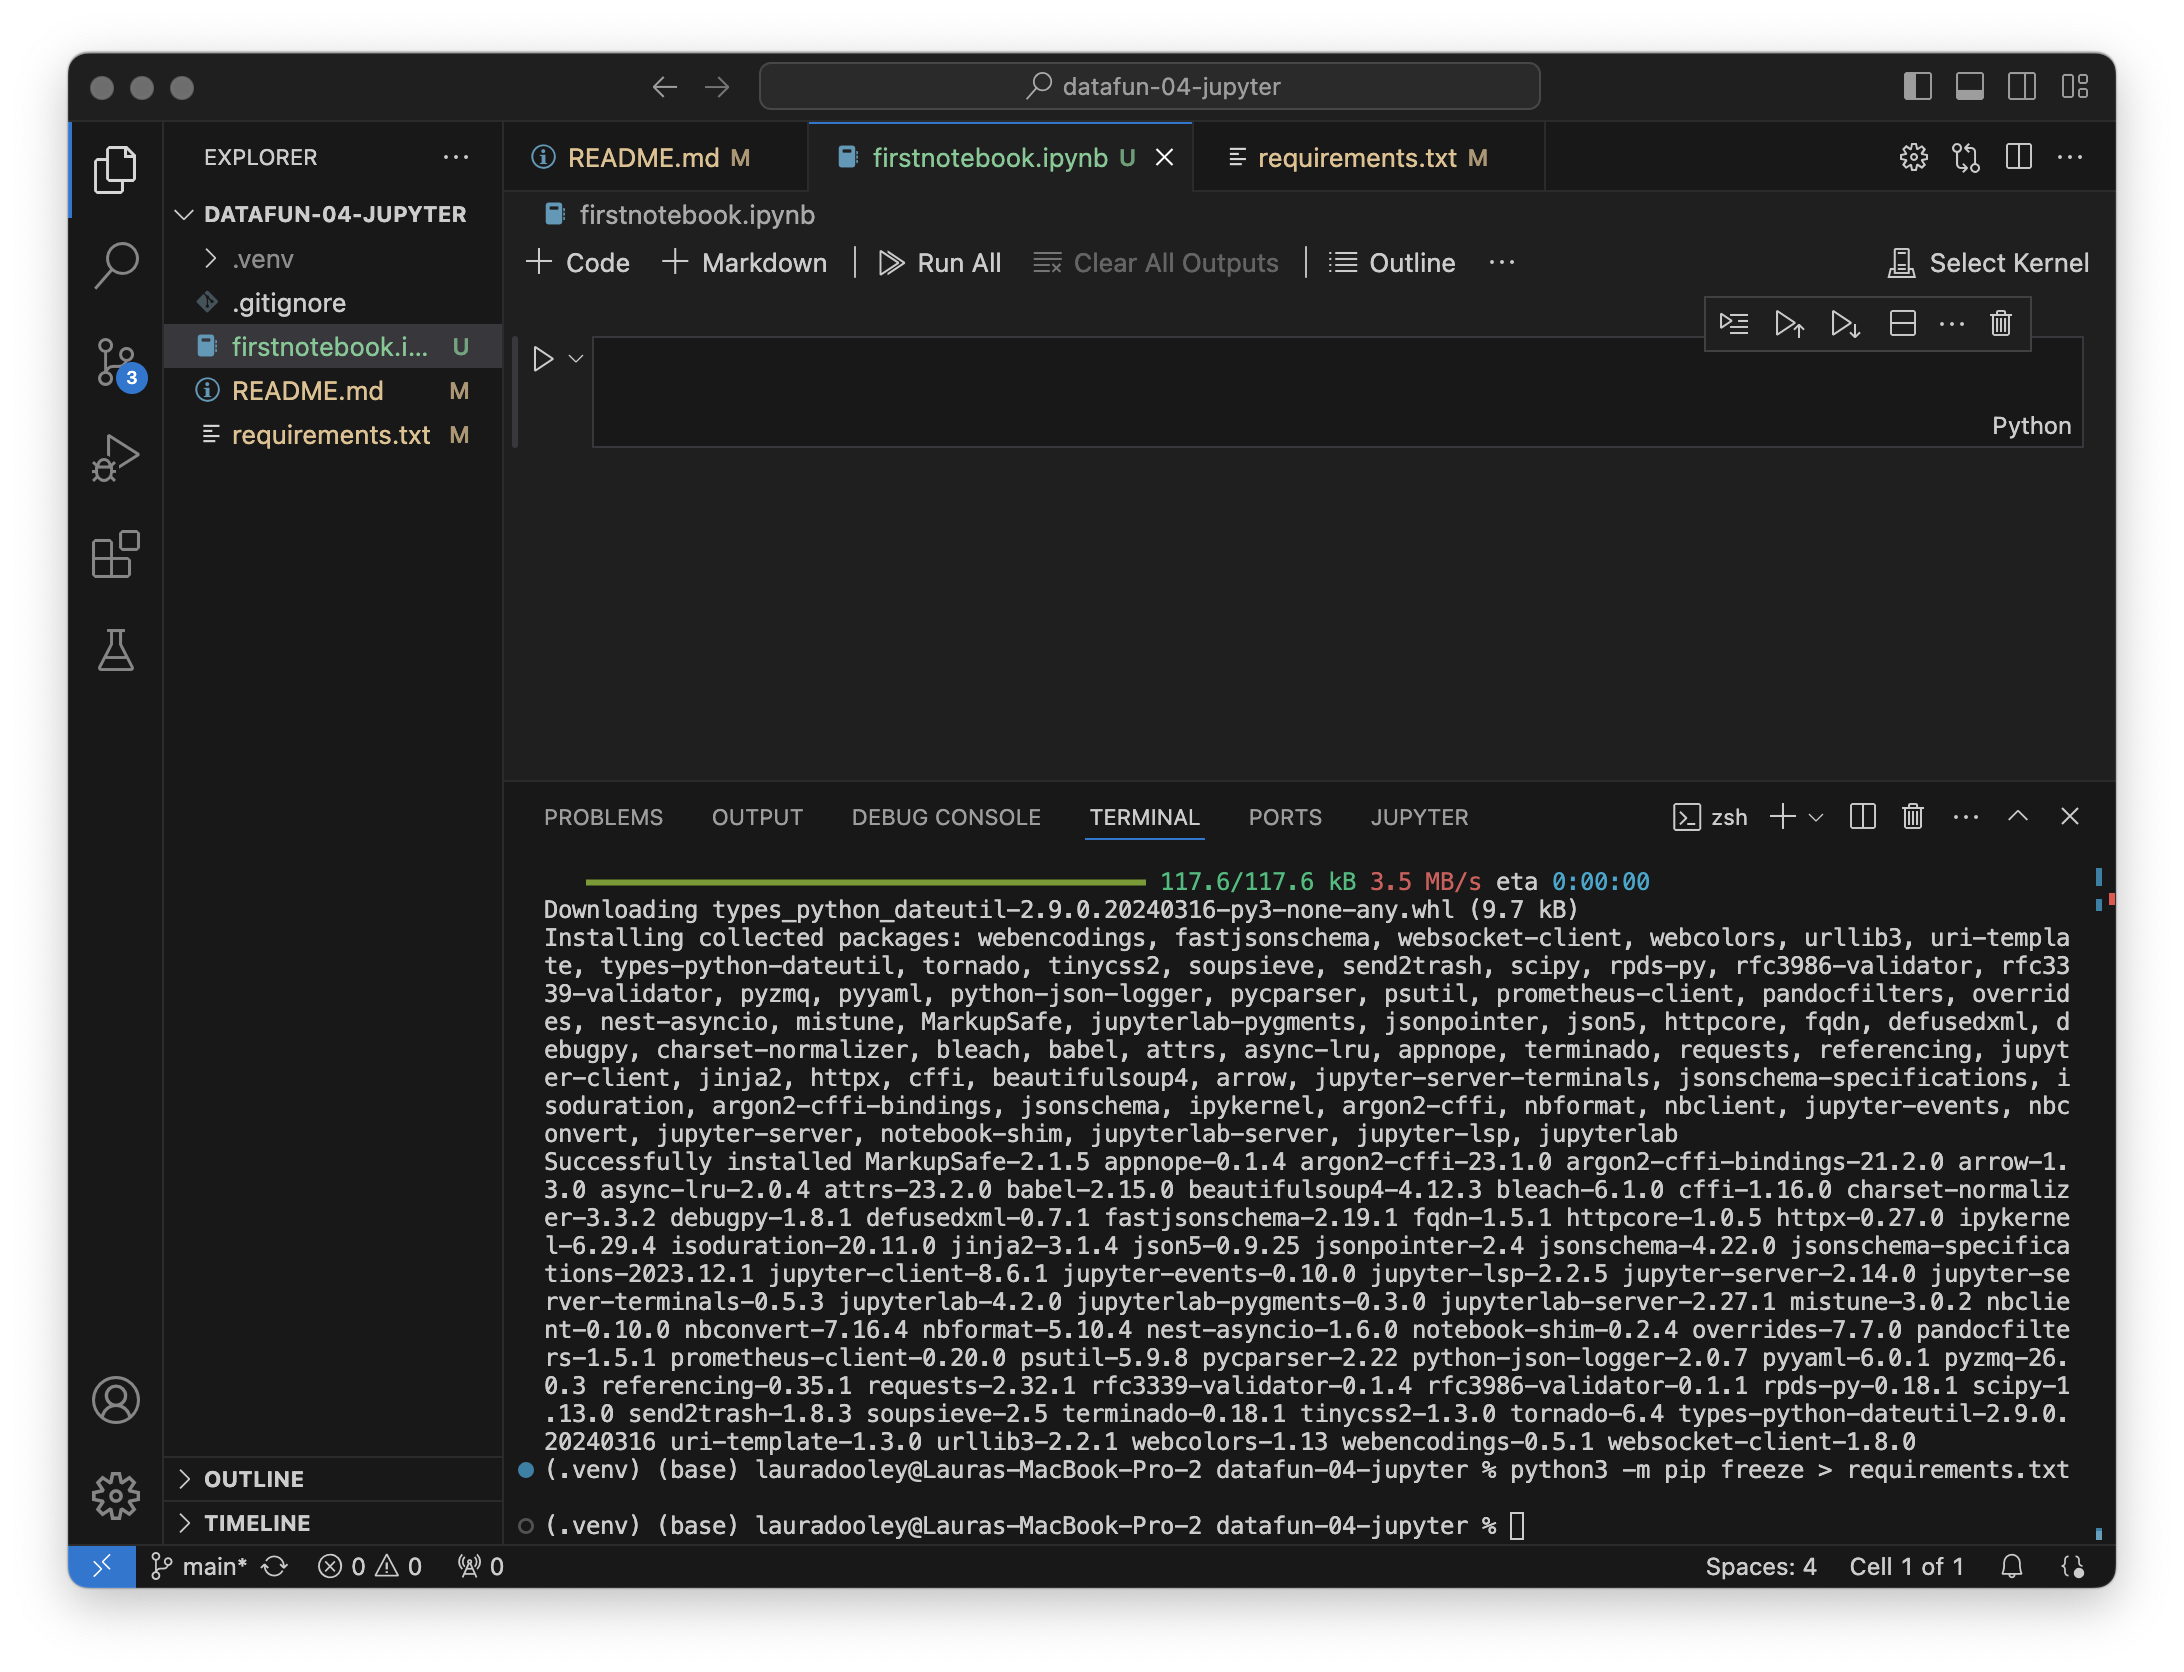 datafun-04-jupyter
EXPLORER
DATAFUN-04-JUPYTER
.venv
.gitignore
firstnotebook.i... U
README.md M
requirements.txt M
OUTLINE
TIMELINE
README.md M
firstnotebook.ipynb U
requirements.txt M
firstnotebook.ipynb
Code
Markdown
Run All
Clear All Outputs
Outline
Select Kernel
Python
PROBLEMS
OUTPUT
DEBUG CONSOLE
TERMINAL
PORTS
JUPYTER
zsh
117.6/117.6 kB 3.5 MB/s eta 0:00:00
Downloading types_python_dateutil-2.9.0.20240316-py3-none-any.whl (9.7 kB)
Installing collected packages: webencodings, fastjsonschema, websocket-client, webcolors, urllib3, uri-templa
te, types-python-dateutil, tornado, tinycss2, soupsieve, send2trash, scipy, rpds-py, rfc3986-validator, rfc33
39-validator, pyzmq, pyyaml, python-json-logger, pycparser, psutil, prometheus-client, pandocfilters, overrid
es, nest-asyncio, mistune, MarkupSafe, jupyterlab-pygments, jsonpointer, json5, httpcore, fqdn, defusedxml, d
ebugpy, charset-normalizer, bleach, babel, attrs, async-lru, appnope, terminado, requests, referencing, jupyt
er-client, jinja2, httpx, cffi, beautifulsoup4, arrow, jupyter-server-terminals, jsonschema-specifications, i
soduration, argon2-cffi-bindings, jsonschema, ipykernel, argon2-cffi, nbformat, nbclient, jupyter-events, nbc
onvert, jupyter-server, notebook-shim, jupyterlab-server, jupyter-lsp, jupyterlab
Successfully installed MarkupSafe-2.1.5 appnope-0.1.4 argon2-cffi-23.1.0 argon2-cffi-bindings-21.2.0 arrow-1.
3.0 async-lru-2.0.4 attrs-23.2.0 babel-2.15.0 beautifulsoup4-4.12.3 bleach-6.1.0 cffi-1.16.0 charset-normaliz
er-3.3.2 debugpy-1.8.1 defusedxml-0.7.1 fastjsonschema-2.19.1 fqdn-1.5.1 httpcore-1.0.5 httpx-0.27.0 ipykerne
l-6.29.4 isoduration-20.11.0 jinja2-3.1.4 json5-0.9.25 jsonpointer-2.4 jsonschema-4.22.0 jsonschema-specifica
tions-2023.12.1 jupyter-client-8.6.1 jupyter-events-0.10.0 jupyter-lsp-2.2.5 jupyter-server-2.14.0 jupyter-se
rver-terminals-0.5.3 jupyterlab-4.2.0 jupyterlab-pygments-0.3.0 jupyterlab-server-2.27.1 mistune-3.0.2 nbclie
nt-0.10.0 nbconvert-7.16.4 nbformat-5.10.4 nest-asyncio-1.6.0 notebook-shim-0.2.4 overrides-7.7.0 pandocfilte
rs-1.5.1 prometheus-client-0.20.0 psutil-5.9.8 pycparser-2.22 python-json-logger-2.0.7 pyyaml-6.0.1 pyzmq-26.
0.3 referencing-0.35.1 requests-2.32.1 rfc3339-validator-0.1.4 rfc3986-validator-0.1.1 rpds-py-0.18.1 scipy-1
.13.0 send2trash-1.8.3 soupsieve-2.5 terminado-0.18.1 tinycss2-1.3.0 tornado-6.4 types-python-dateutil-2.9.0.
20240316 uri-template-1.3.0 urllib3-2.2.1 webcolors-1.13 webencodings-0.5.1 websocket-client-1.8.0
(.venv) (base) lauradooley@Lauras-MacBook-Pro-2 datafun-04-jupyter % python3 -m pip freeze > requirements.txt
(.venv) (base) lauradooley@Lauras-MacBook-Pro-2 datafun-04-jupyter %
3
main*
0
0
0
Spaces: 4
Cell 1 of 1